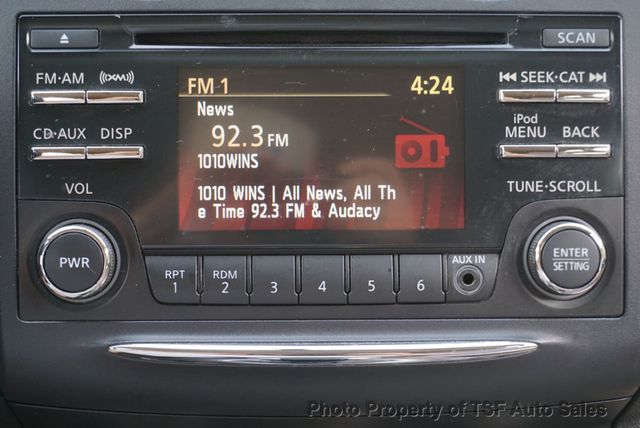 SCAN
FM·AM
((XM))
SEEK·CAT
CD·AUX
DISP
iPod
MENU
BACK
VOL
TUNE·SCROLL
FM 1
4:24
News
92.3 FM
1010WINS
1010 WINS | All News, All Th
e Time 92.3 FM & Audacy
PWR
ENTER
SETTING
RPT
1
RDM
2
3
4
5
6
AUX IN
Photo Property of TSF Auto Sales